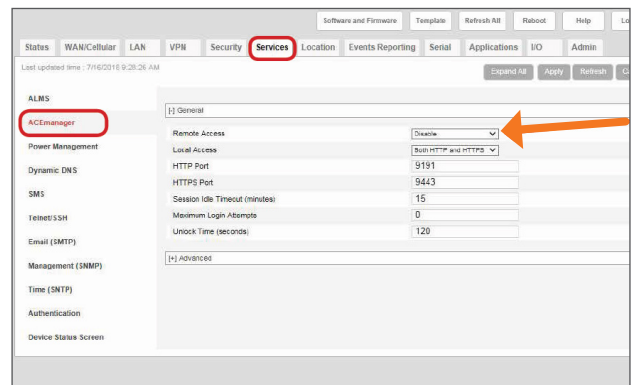 Software and Firmware Template Refresh All Reboot Help Lo
Status WAN/Cellular LAN VPN Security Services Location Events Reporting Serial Applications I/O Admin
Last updated time : 7/16/2015 9:28:26 AM
Expand All Apply Refresh Ca
ALMS
[-] General
ACEmanager
Remote Access Disable
Power Management
Local Access Both HTTP and HTTPS
HTTP Port 9191
Dynamic DNS
HTTPS Port 9443
SMS
Session Idle Timeout (minutes) 15
Maximum Login Attempts 0
Telnet/SSH
Unlock Time (seconds) 120
Email (SMTP)
[+] Advanced
Management (SNMP)
Time (SNTP)
Authentication
Device Status Screen